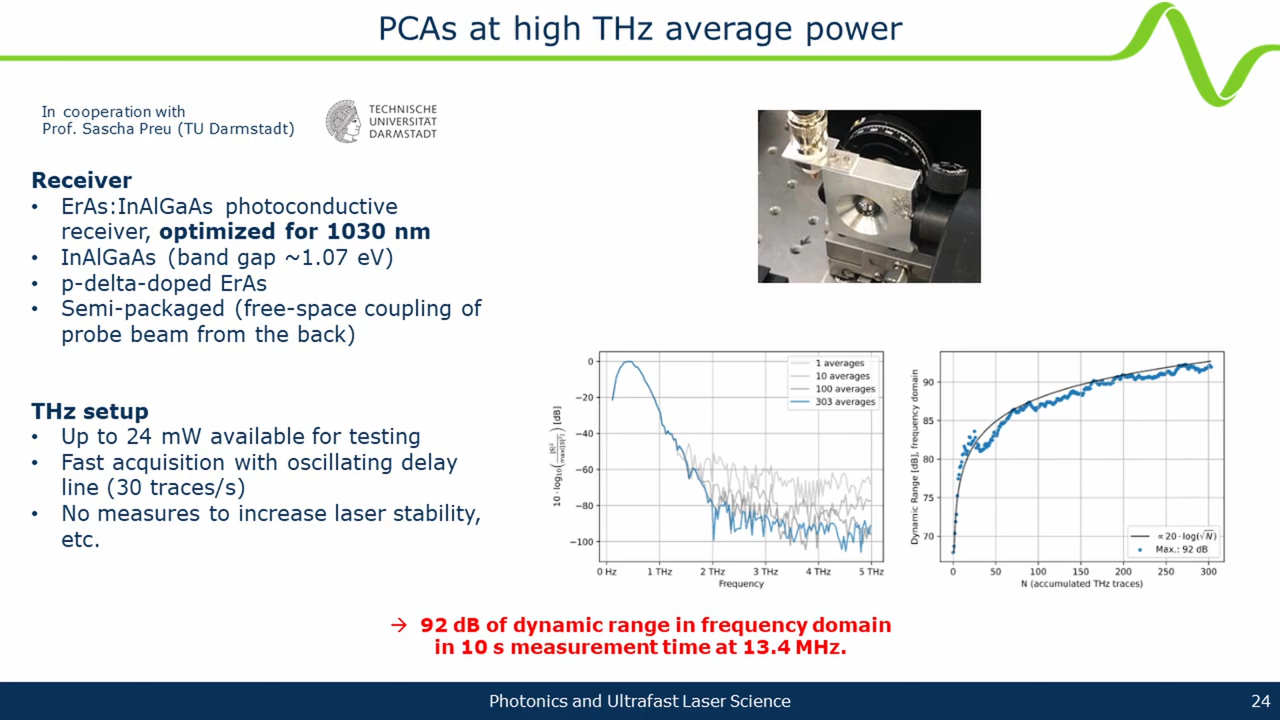 PCAs at high THz average power
In cooperation with
Prof. Sascha Preu (TU Darmstadt)
TECHNISCHE
UNIVERSITÄT
DARMSTADT
Receiver
• ErAs:InAlGaAs photoconductive
receiver, optimized for 1030 nm
• InAlGaAs (band gap ~1.07 eV)
• p-delta-doped ErAs
• Semi-packaged (free-space coupling of
probe beam from the back)
THz setup
• Up to 24 mW available for testing
• Fast acquisition with oscillating delay
line (30 traces/s)
• No measures to increase laser stability,
etc.
1 averages
10 averages
100 averages
303 averages
0
−20
−40
−60
−80
−100
10 · log₁₀(|S|²/max(|S|²)) [dB]
0 Hz 1 THz 2 THz 3 THz 4 THz 5 THz
Frequency
Dynamic Range [dB], frequency domain
90
85
80
75
70
∝20·log(√N)
Max.: 92 dB
0 50 100 150 200 250 300
N (accumulated THz traces)
→ 92 dB of dynamic range in frequency domain
in 10 s measurement time at 13.4 MHz.
Photonics and Ultrafast Laser Science
24